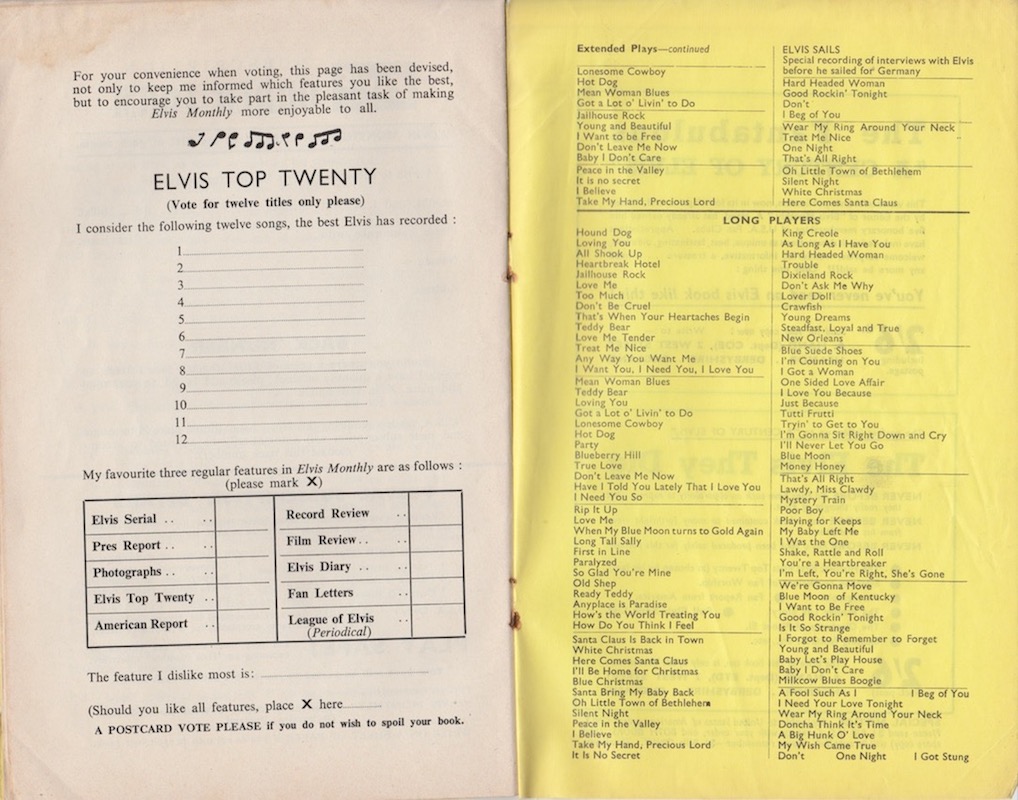 For your convenience when voting, this page has been devised,
not only to keep me informed which features you like the best,
but to encourage you to take part in the pleasant task of making
Elvis Monthly more enjoyable to all.
ELVIS TOP TWENTY
(Vote for twelve titles only please)
I consider the following twelve songs, the best Elvis has recorded :
1
2
3
4
5
6
7
8
9
10
11
12
My favourite three regular features in Elvis Monthly are as follows :
(please mark X)
Elvis Serial .. ..
Pres Report .. ..
Photographs .. ..
Elvis Top Twenty ..
American Report ..
Record Review ..
Film Review .. ..
Elvis Diary .. ..
Fan Letters ..
League of Elvis ..
(Periodical)
The feature I dislike most is:
(Should you like all features, place X here
A POSTCARD VOTE PLEASE if you do not wish to spoil your book.
Extended Plays—continued
Lonesome Cowboy
Hot Dog
Mean Woman Blues
Got a Lot o' Livin' to Do
Jailhouse Rock
Young and Beautiful
I Want to be Free
Don't Leave Me Now
Baby I Don't Care
Peace in the Valley
It is no secret
I Believe
Take My Hand, Precious Lord
ELVIS SAILS
Special recording of interviews with Elvis
before he sailed for Germany
Hard Headed Woman
Good Rockin' Tonight
Don't
I Beg of You
Wear My Ring Around Your Neck
Treat Me Nice
One Night
That's All Right
Oh Little Town of Bethlehem
Silent Night
White Christmas
Here Comes Santa Claus
LONG PLAYERS
Hound Dog
Loving You
All Shook Up
Heartbreak Hotel
Jailhouse Rock
Love Me
Too Much
Don't Be Cruel
That's When Your Heartaches Begin
Teddy Bear
Love Me Tender
Treat Me Nice
Any Way You Want Me
I Want You, I Need You, I Love You
Mean Woman Blues
Teddy Bear
Loving You
Got a Lot o' Livin' to Do
Lonesome Cowboy
Hot Dog
Party
Blueberry Hill
True Love
Don't Leave Me Now
Have I Told You Lately That I Love You
I Need You So
Rip It Up
Love Me
When My Blue Moon turns to Gold Again
Long Tall Sally
First in Line
Paralyzed
So Glad You're Mine
Old Shep
Ready Teddy
Anyplace is Paradise
How's the World Treating You
How Do You Think I Feel
Santa Claus Is Back in Town
White Christmas
Here Comes Santa Claus
I'll Be Home for Christmas
Blue Christmas
Santa Bring My Baby Back
Oh Little Town of Bethlehem
Silent Night
Peace in the Valley
I Believe
Take My Hand, Precious Lord
It Is No Secret
King Creole
As Long As I Have You
Hard Headed Woman
Trouble
Dixieland Rock
Don't Ask Me Why
Lover Doll
Crawfish
Young Dreams
Steadfast, Loyal and True
New Orleans
Blue Suede Shoes
I'm Counting on You
I Got a Woman
One Sided Love Affair
I Love You Because
Just Because
Tutti Frutti
Tryin' to Get to You
I'm Gonna Sit Right Down and Cry
I'll Never Let You Go
Blue Moon
Money Honey
That's All Right
Lawdy, Miss Clawdy
Mystery Train
Poor Boy
Playing for Keeps
My Baby Left Me
I Was the One
Shake, Rattle and Roll
You're a Heartbreaker
I'm Left, You're Right, She's Gone
We're Gonna Move
Blue Moon of Kentucky
I Want to Be Free
Good Rockin' Tonight
Is It So Strange
I Forgot to Remember to Forget
Young and Beautiful
Baby Let's Play House
Baby I Don't Care
Milkcow Blues Boogie
A Fool Such As I I Beg of You
I Need Your Love Tonight
Wear My Ring Around Your Neck
Doncha Think It's Time
A Big Hunk O' Love
My Wish Came True
Don't One Night I Got Stung